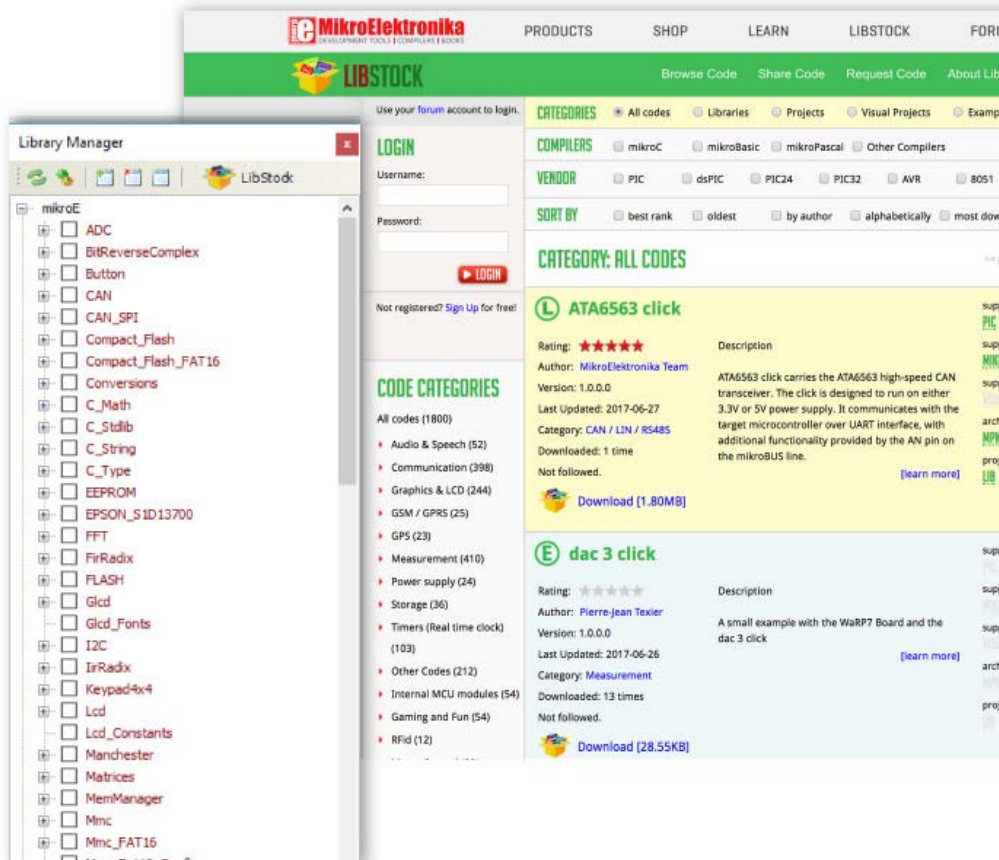 MikroElektronika
DEVELOPMENT TOOLS | COMPILERS | BOOKS
PRODUCTS SHOP LEARN LIBSTOCK
LIBSTOCK
Browse Code Share Code Request Code About
Use your forum account to login.
LOGIN
Username:
Password:
LOGIN
Not registered? Sign Up for free!
CODE CATEGORIES
All codes (1800)
Audio & Speech (52)
Communication (398)
Graphics & LCD (244)
GSM / GPRS (25)
GPS (23)
Measurement (410)
Power supply (24)
Storage (36)
Timers (Real time clock)
(103)
Other Codes (212)
Internal MCU modules (54)
Gaming and Fun (54)
RFid (12)
CATEGORIES All codes Libraries Projects Visual Projects
COMPILERS mikroC mikroBasic mikroPascal Other Compilers
VENDOR PIC dsPIC PIC24 PIC32 AVR 8051
SORT BY best rank oldest by author alphabetically most
CATEGORY: ALL CODES
L ATA6563 click
Rating:
Author: MikroElektronika Team
Version: 1.0.0.0
Last Updated: 2017-06-27
Category: CAN / LIN / RS485
Downloaded: 1 time
Not followed.
Download [1.80MB]
Description
ATA6563 click carries the ATA6563 high-speed CAN
transceiver. The click is designed to run on either
3.3V or 5V power supply. It communicates with the
target microcontroller over UART interface, with
additional functionality provided by the AN pin on
the mikroBUS line.
[learn more]
PIC
E dac 3 click
Rating:
Author: Pierre-Jean Texier
Version: 1.0.0.0
Last Updated: 2017-06-26
Category: Measurement
Downloaded: 13 times
Not followed.
Download [28.55KB]
Description
A small example with the WaRP7 Board and the
dac 3 click
[learn more]
Library Manager
LibStock
mikroE
ADC
BitReverseComplex
Button
CAN
CAN_SPI
Compact_Flash
Compact_Flash_FAT16
Conversions
C_Math
C_Stdlib
C_String
C_Type
EEPROM
EPSON_S1D13700
FFT
FirRadix
FLASH
Glcd
Glcd_Fonts
I2C
IirRadix
Keypad4x4
Lcd
Lcd_Constants
Manchester
Matrices
MemManager
Mmc
Mmc_FAT16